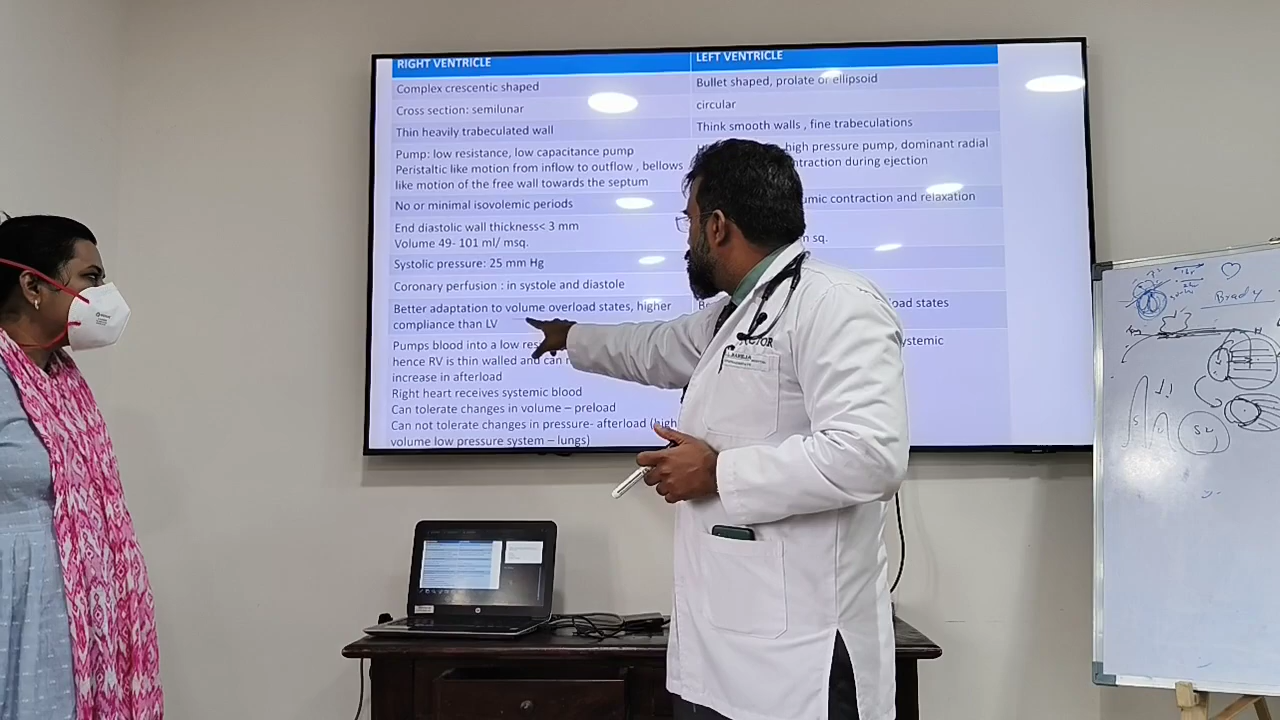 RIGHT VENTRICLE
LEFT VENTRICLE
Complex crescentic shaped
Bullet shaped, prolate or ellipsoid
Cross section: semilunar
circular
Thin heavily trabeculated wall
Think smooth walls , fine trabeculations
Pump: low resistance, low capacitance pump
Peristaltic like motion from inflow to outflow , bellows
like motion of the free wall towards the septum
high pressure pump, dominant radial
contraction during ejection
No or minimal isovolemic periods
contraction and relaxation
End diastolic wall thickness< 3 mm
Volume 49- 101 ml/ msq.
sq.
Systolic pressure: 25 mm Hg
Coronary perfusion : in systole and diastole
Better adaptation to volume overload states, higher
compliance than LV
states
Pumps blood into a low
hence RV is thin walled and can
increase in afterload
Right heart receives systemic blood
Can tolerate changes in volume – preload
Can not tolerate changes in pressure- afterload (high
volume low pressure system – lungs)
systemic
Brady